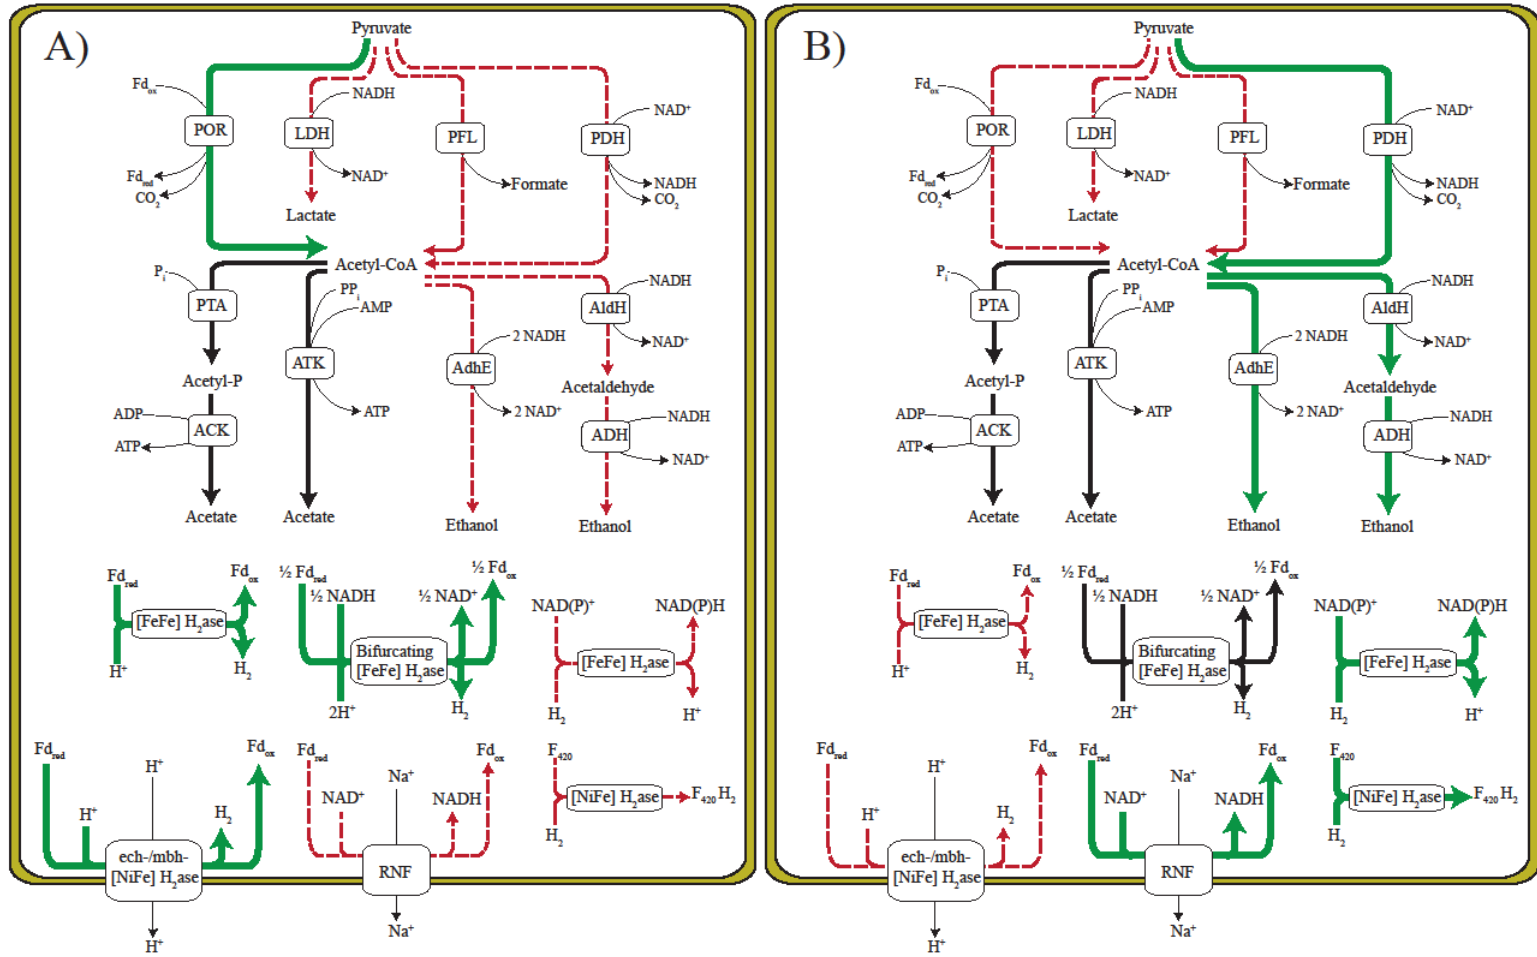 A)
Pyruvate
Fdox
NADH
NAD+
POR
LDH
PFL
PDH
Fdred
CO2
NAD+
Formate
NADH
CO2
Lactate
Acetyl-CoA
Pi
PPi
AMP
NADH
PTA
AldH
2 NADH
NAD+
ATK
AdhE
Acetyl-P
Acetaldehyde
ADP
ATP
2 NAD+
NADH
ACK
ADH
ATP
NAD+
Acetate
Acetate
Ethanol
Ethanol
Fdred
Fdox
[FeFe] H2ase
H+
H2
½ Fdred
½ NADH
½ NAD+
½ Fdox
Bifurcating
[FeFe] H2ase
2H+
H2
NAD(P)+
NAD(P)H
[FeFe] H2ase
H2
H+
Fdred
H+
Fdox
H+
H2
ech-/mbh-
[NiFe] H2ase
H+
Fdred
Na+
Fdox
NAD+
NADH
RNF
Na+
F420
[NiFe] H2ase
F420 H2
H2
B)
Pyruvate
Fdox
NADH
NAD+
POR
LDH
PFL
PDH
Fdred
CO2
NAD+
Formate
NADH
CO2
Lactate
Acetyl-CoA
Pi
PPi
AMP
NADH
PTA
AldH
2 NADH
NAD+
ATK
AdhE
Acetyl-P
Acetaldehyde
ADP
ATP
2 NAD+
NADH
ACK
ADH
ATP
NAD+
Acetate
Acetate
Ethanol
Ethanol
Fdred
Fdox
[FeFe] H2ase
H+
H2
½ Fdred
½ NADH
½ NAD+
½ Fdox
Bifurcating
[FeFe] H2ase
2H+
H2
NAD(P)+
NAD(P)H
[FeFe] H2ase
H2
H+
Fdred
H+
Fdox
H+
H2
ech-/mbh-
[NiFe] H2ase
H+
Fdred
Na+
Fdox
NAD+
NADH
RNF
Na+
F420
[NiFe] H2ase
F420 H2
H2